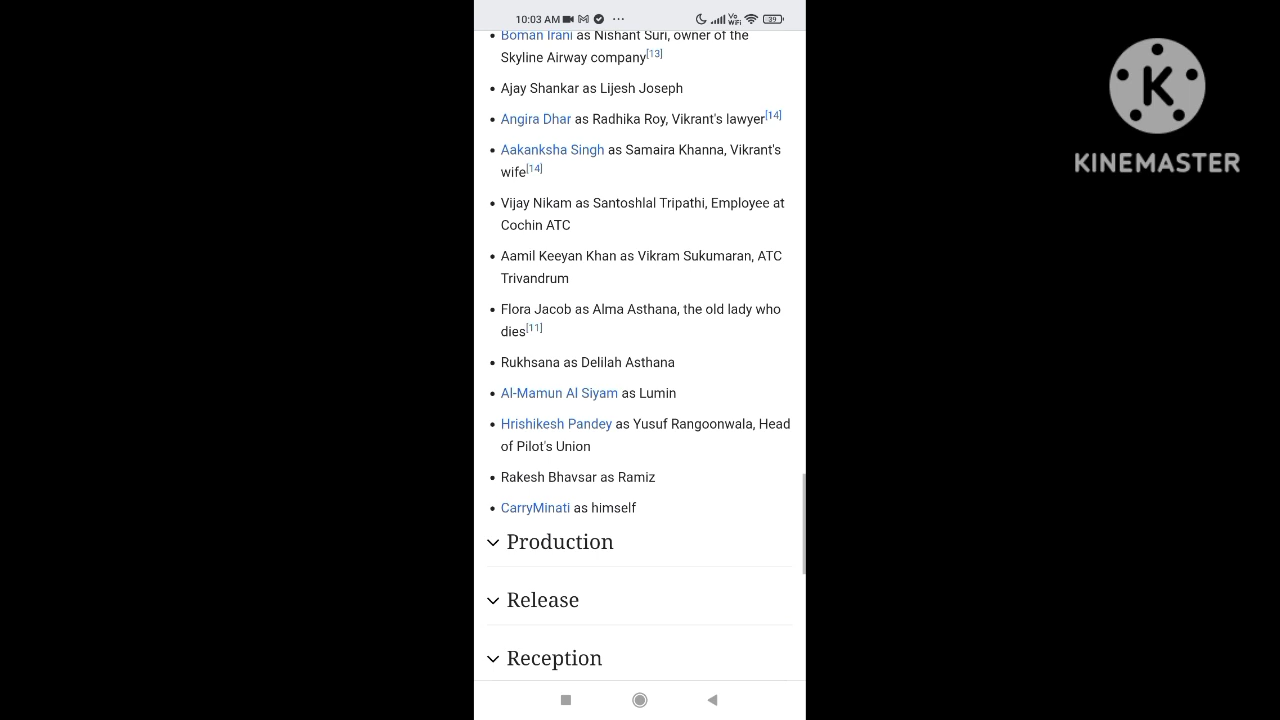 10:03 AM ... Vo WiFi 39
Boman Irani as Nishant Suri, owner of the
Skyline Airway company[13]
Ajay Shankar as Lijesh Joseph
Angira Dhar as Radhika Roy, Vikrant's lawyer[14]
Aakanksha Singh as Samaira Khanna, Vikrant's
wife[14]
Vijay Nikam as Santoshlal Tripathi, Employee at
Cochin ATC
Aamil Keeyan Khan as Vikram Sukumaran, ATC
Trivandrum
Flora Jacob as Alma Asthana, the old lady who
dies[11]
Rukhsana as Delilah Asthana
Al-Mamun Al Siyam as Lumin
Hrishikesh Pandey as Yusuf Rangoonwala, Head
of Pilot's Union
Rakesh Bhavsar as Ramiz
CarryMinati as himself
Production
Release
Reception
K
KINEMASTER